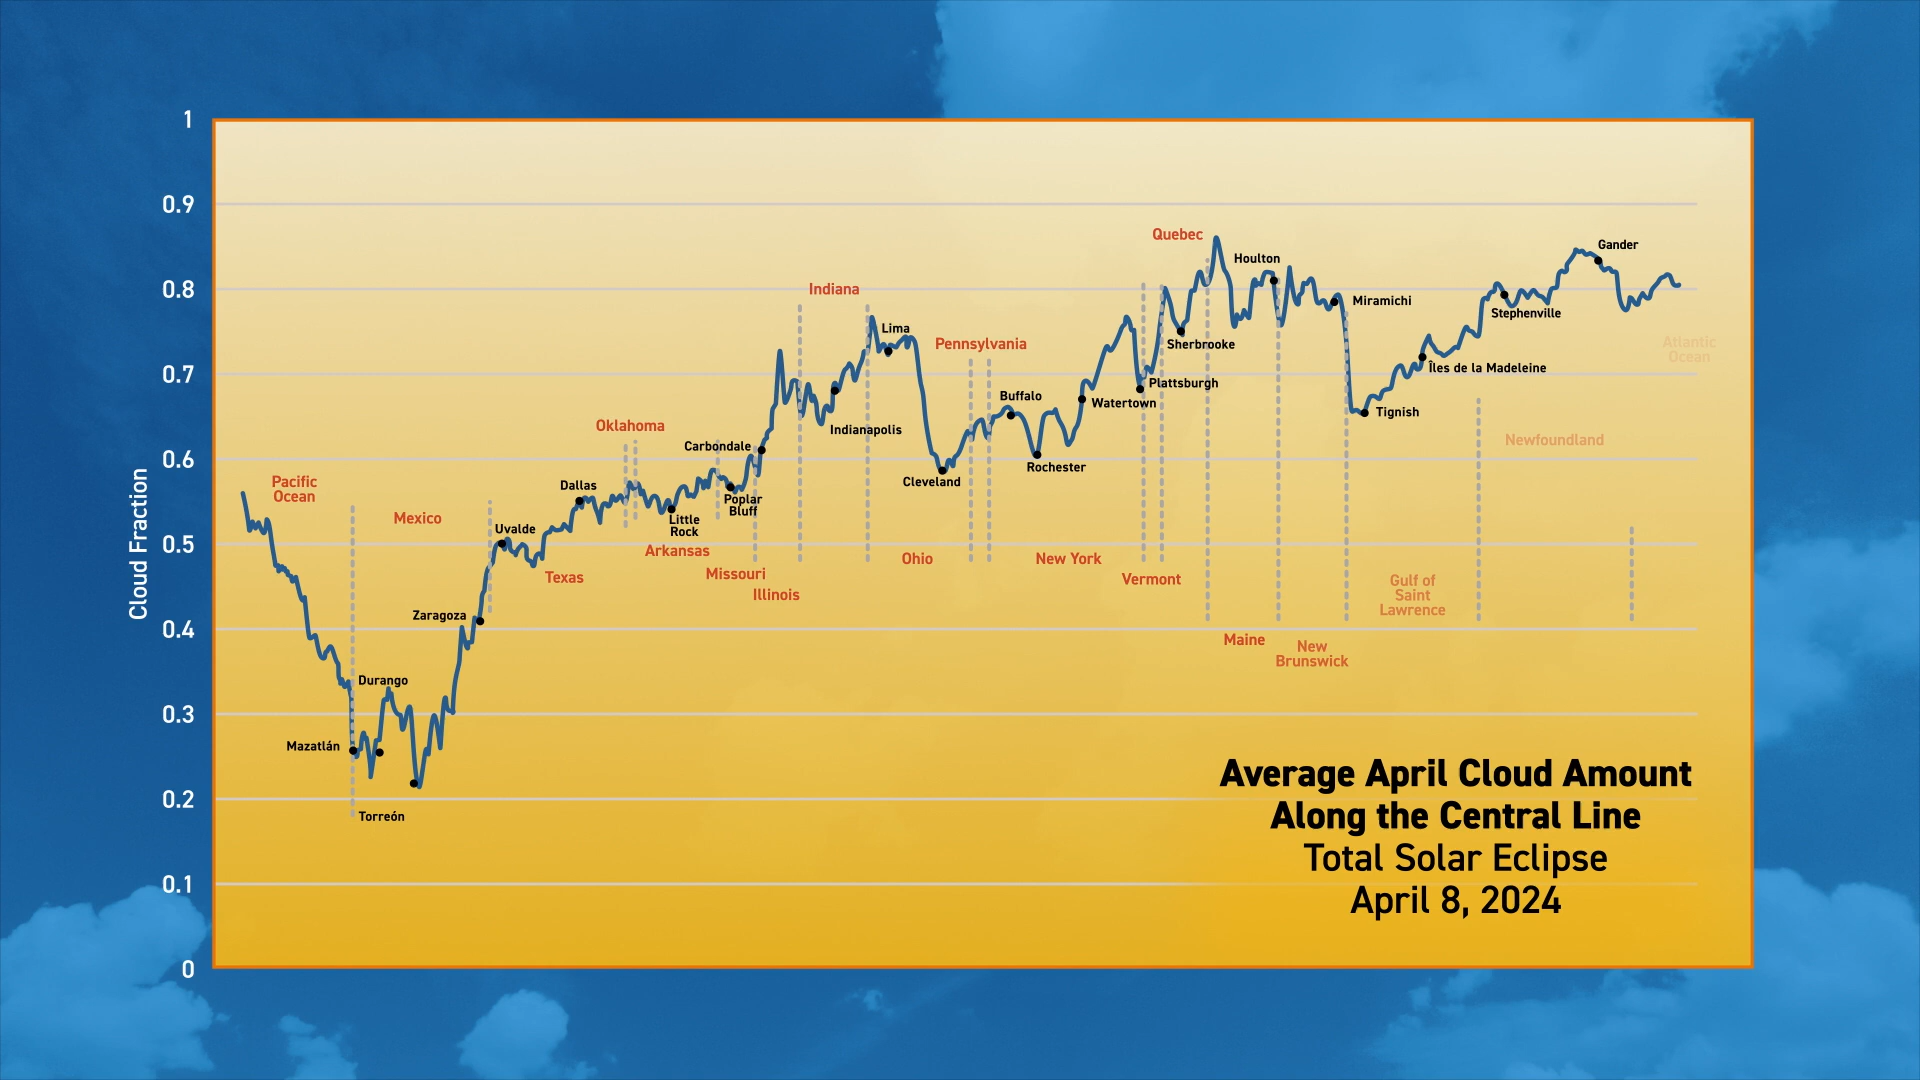 1
0.9
0.8
0.7
0.6
0.5
0.4
0.3
0.2
0.1
0
Cloud Fraction
Pacific
Ocean
Mazatlán
Durango
Torreón
Mexico
Zaragoza
Uvalde
Texas
Dallas
Oklahoma
Little
Rock
Arkansas
Carbondale
Poplar
Bluff
Missouri
Illinois
Indiana
Indianapolis
Lima
Ohio
Cleveland
Pennsylvania
Buffalo
Rochester
New York
Watertown
Plattsburgh
Vermont
Quebec
Sherbrooke
Houlton
Maine
New
Brunswick
Miramichi
Tignish
Gulf of
Saint
Lawrence
Îles de la Madeleine
Stephenville
Newfoundland
Gander
Atlantic
Ocean
Average April Cloud Amount
Along the Central Line
Total Solar Eclipse
April 8, 2024